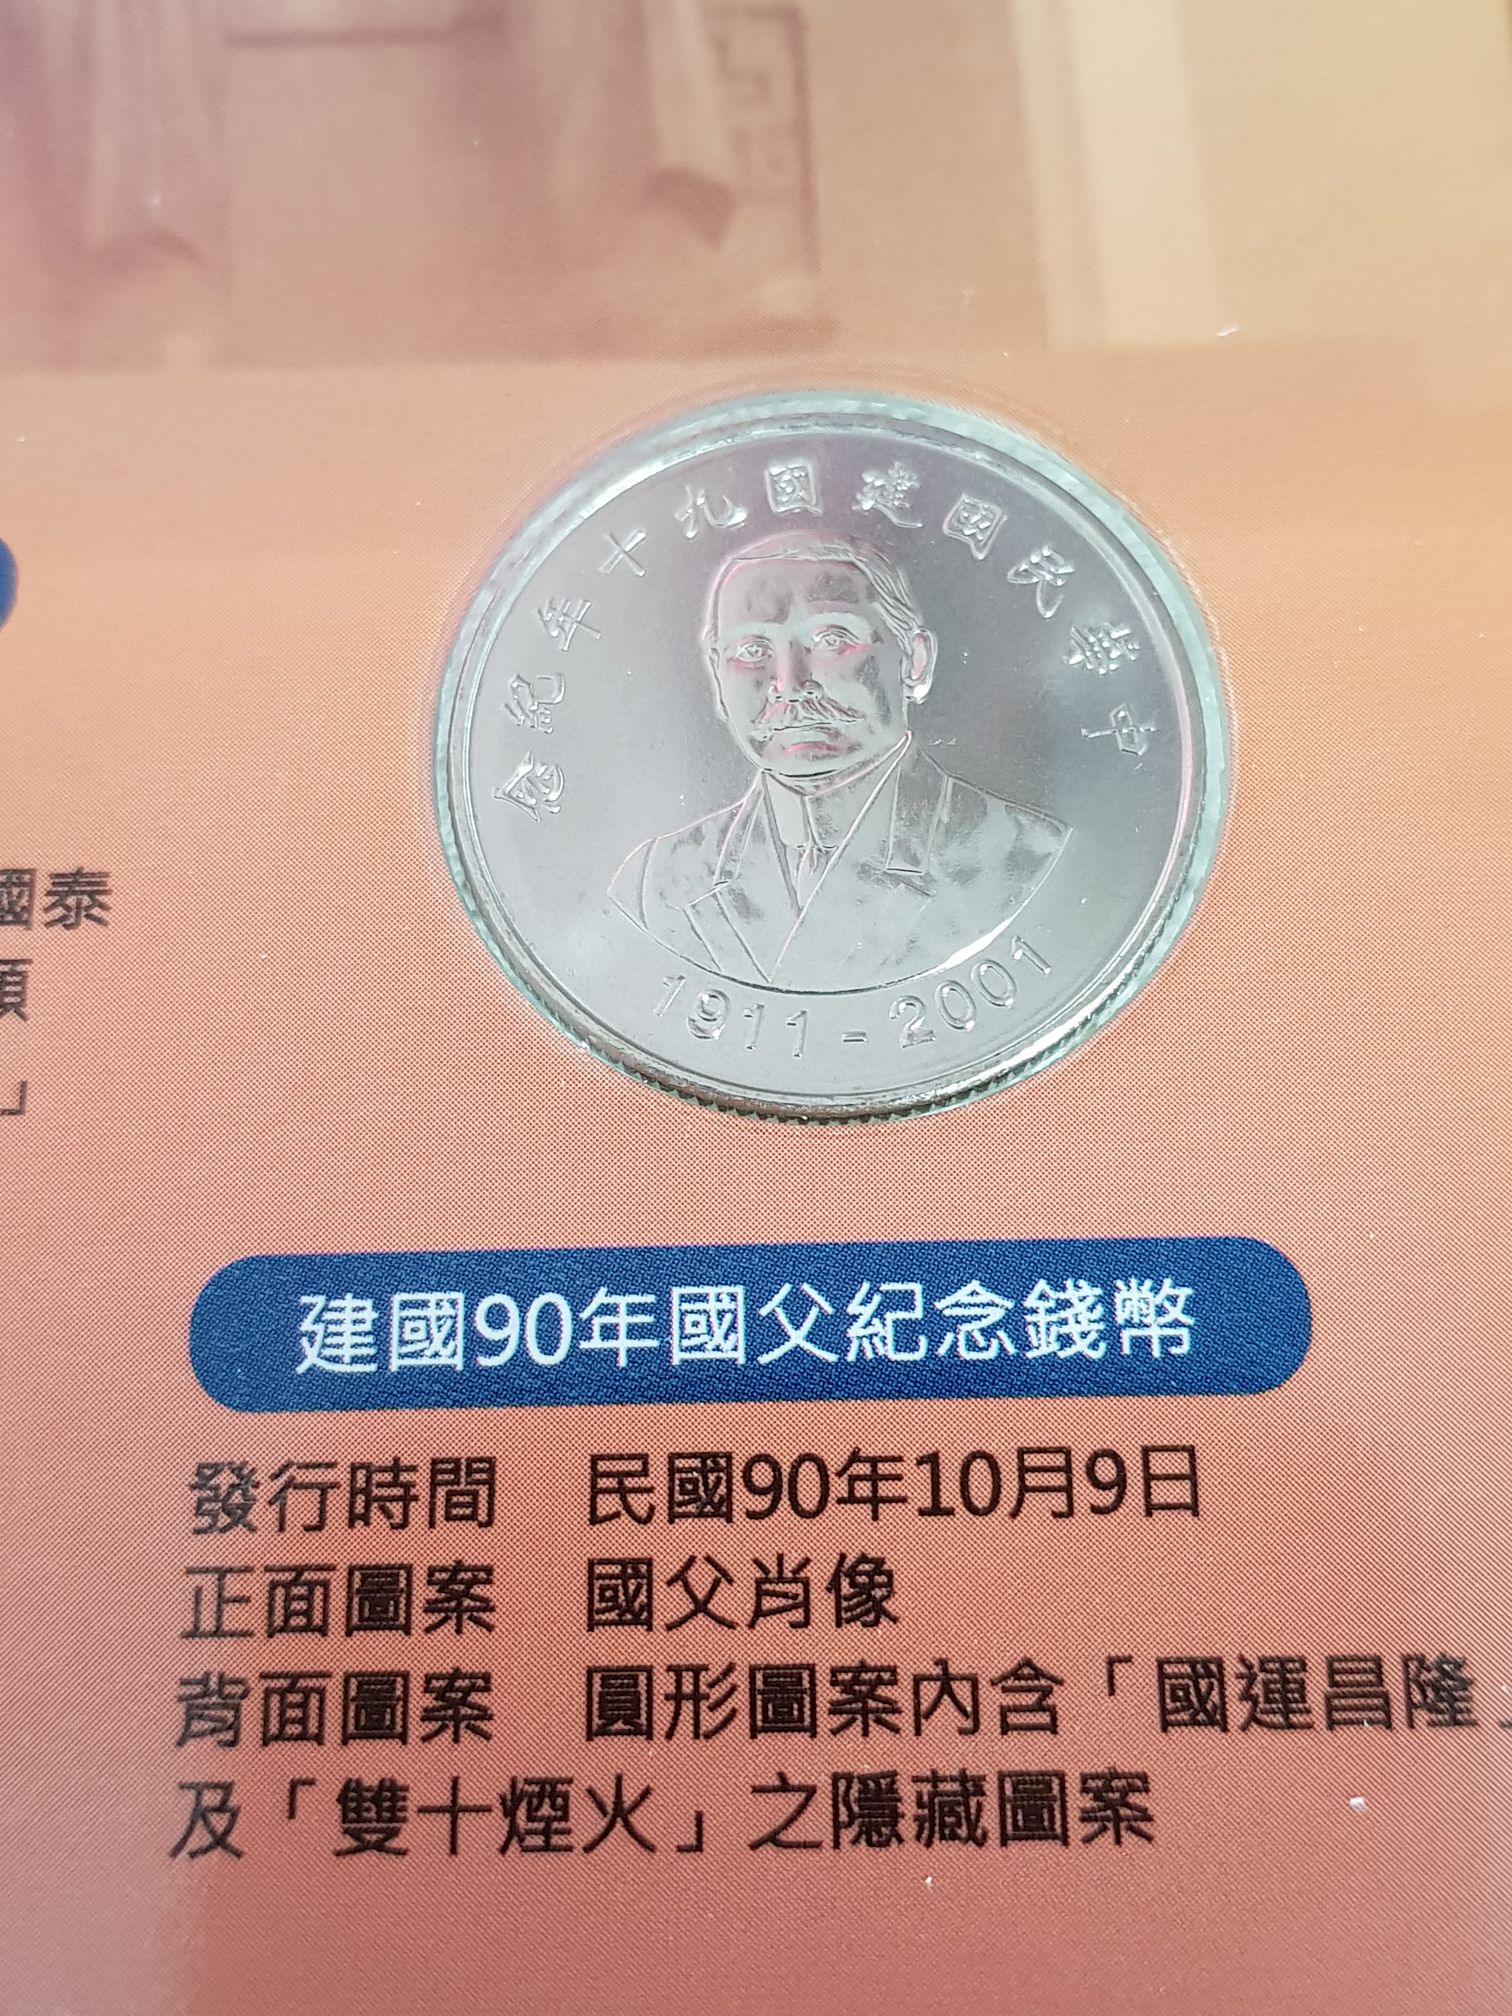 中華民國建國九十年紀念
1911-2001
國泰
」
建國90年國父紀念錢幣
發行時間 民國90年10月9日
正面圖案 國父肖像
背面圖案 圓形圖案內含「國運昌隆」
及「雙十煙火」之隱藏圖案